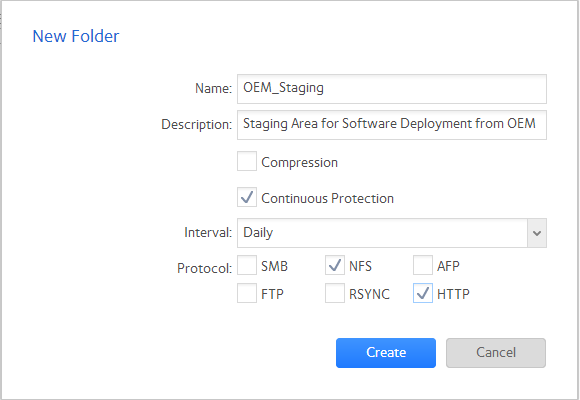 New Folder
Name: OEM_Staging
Description: Staging Area for Software Deployment from OEM
Compression
Continuous Protection
Interval: Daily
Protocol: SMB NFS AFP
FTP RSYNC HTTP
Create Cancel